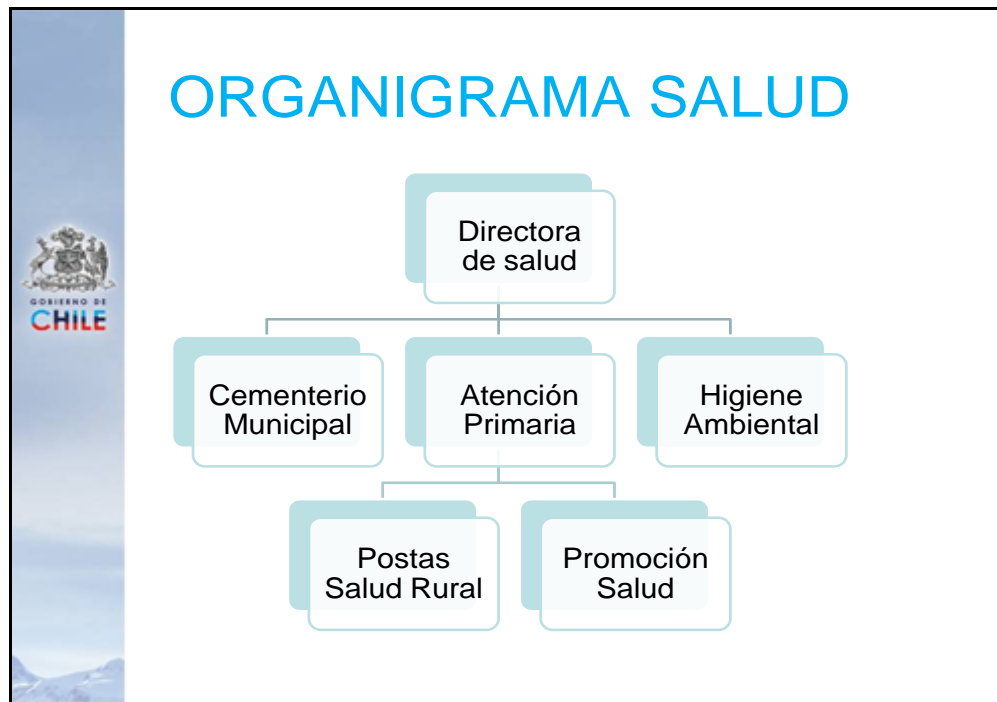 ORGANIGRAMA SALUD
Directora
de salud
GOBIERNO DE
CHILE
Cementerio
Municipal
Atención
Primaria
Higiene
Ambiental
Postas
Salud Rural
Promoción
Salud